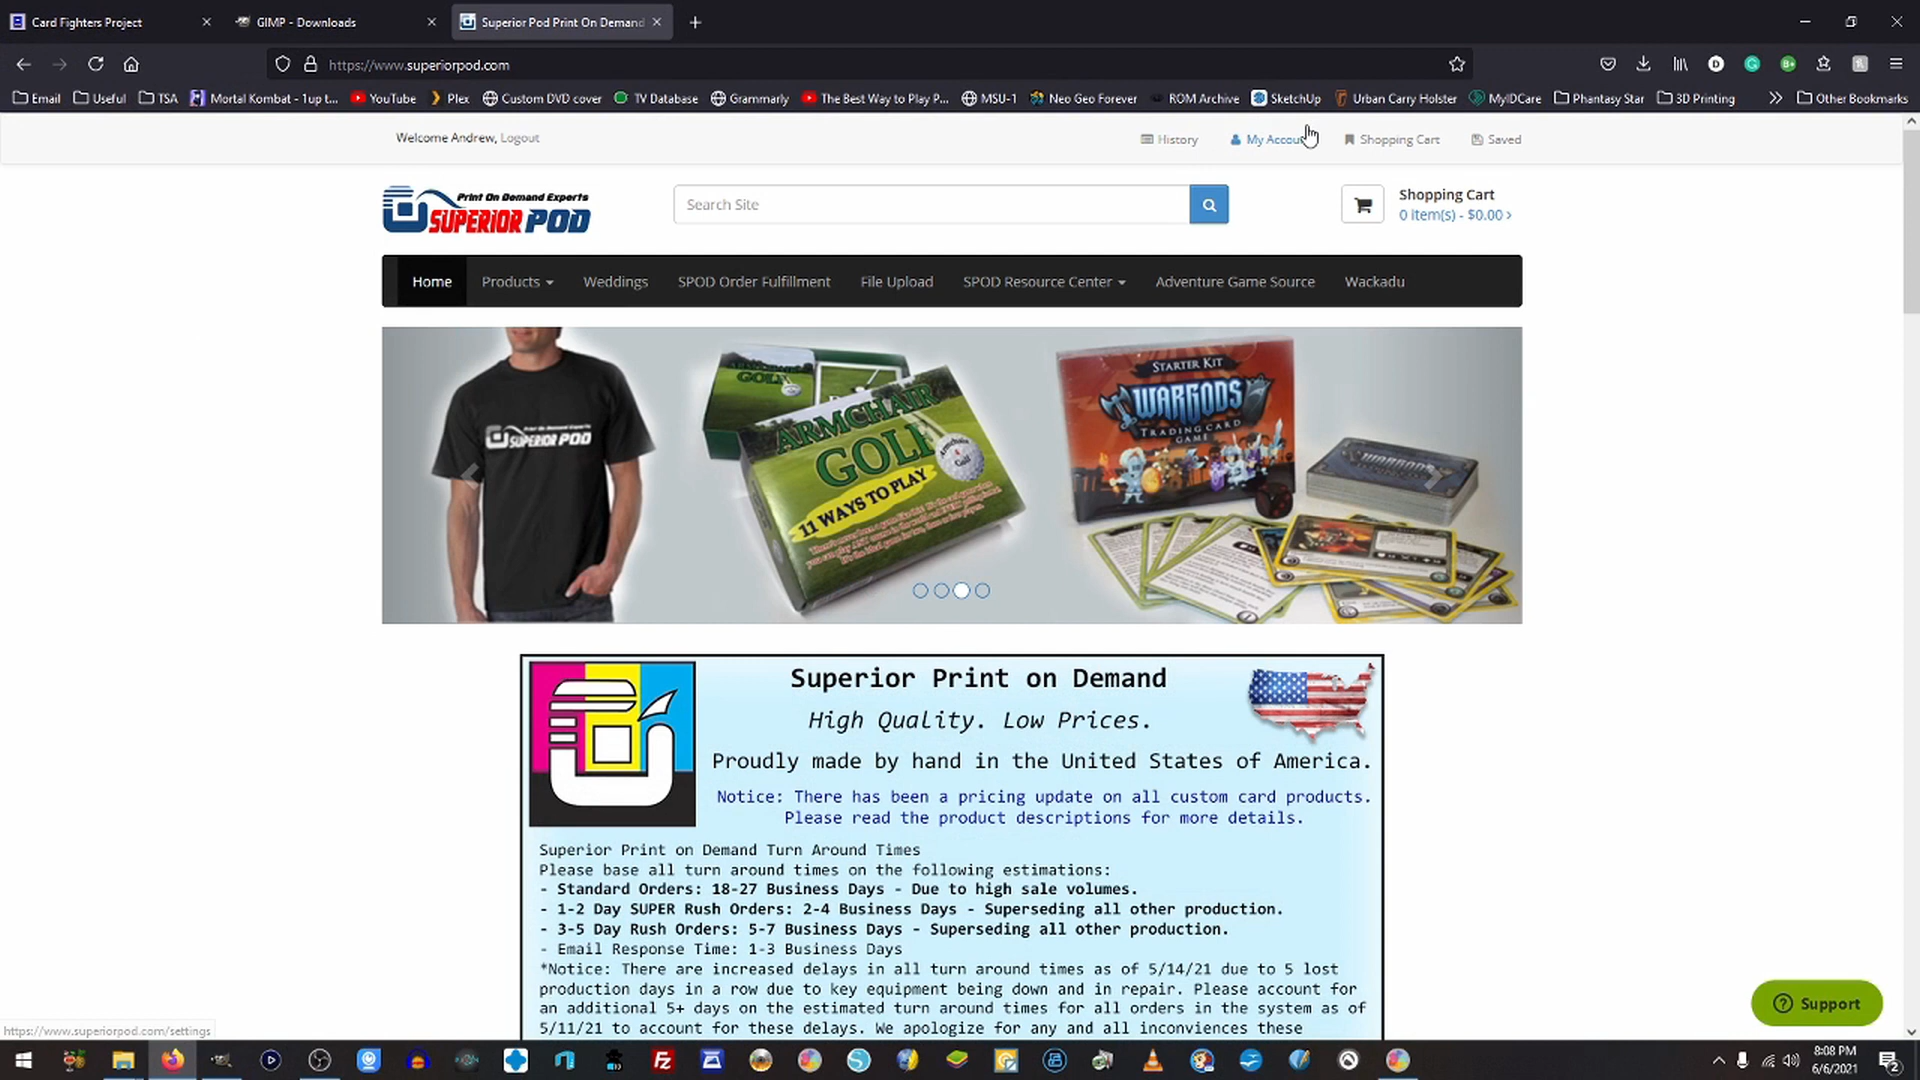 Card Fighters Project
GIMP - Downloads
Superior Pod Print On Demand
https://www.superiorpod.com
Email
Useful
TSA
Mortal Kombat - 1up t...
YouTube
Plex
Custom DVD cover
TV Database
Grammarly
The Best Way to Play P...
MSU-1
Neo Geo Forever
ROM Archive
SketchUp
Urban Carry Holster
MyIDCare
Phantasy Star
3D Printing
Other Bookmarks
Welcome Andrew, Logout
History
My Accou
Shopping Cart
Saved
Print On Demand Experts
SUPERIOR POD
Search Site
Shopping Cart
0 item(s) - $0.00 >
Home
Products
Weddings
SPOD Order Fulfillment
File Upload
SPOD Resource Center
Adventure Game Source
Wackadu
SUPERIOR POD
GOLF
ARMCHAIR
GOLF
11 WAYS TO PLAY
Armchair
Golf
STARTER KIT
WARGODS
TRADING CARD
GAME
WARGODS
Superior Print on Demand
High Quality. Low Prices.
Proudly made by hand in the United States of America.
Notice: There has been a pricing update on all custom card products.
Please read the product descriptions for more details.
Superior Print on Demand Turn Around Times
Please base all turn around times on the following estimations:
- Standard Orders: 18-27 Business Days - Due to high sale volumes.
- 1-2 Day SUPER Rush Orders: 2-4 Business Days - Superseding all other production.
- 3-5 Day Rush Orders: 5-7 Business Days - Superseding all other production.
- Email Response Time: 1-3 Business Days
*Notice: There are increased delays in all turn around times as of 5/14/21 due to 5 lost
production days in a row due to key equipment being down and in repair. Please account for
an additional 5+ days on the estimated turn around times for all orders in the system as of
5/11/21 to account for these delays. We apologize for any and all inconviences these
Support
https://www.superiorpod.com/settings
8:08 PM
6/6/2021
2